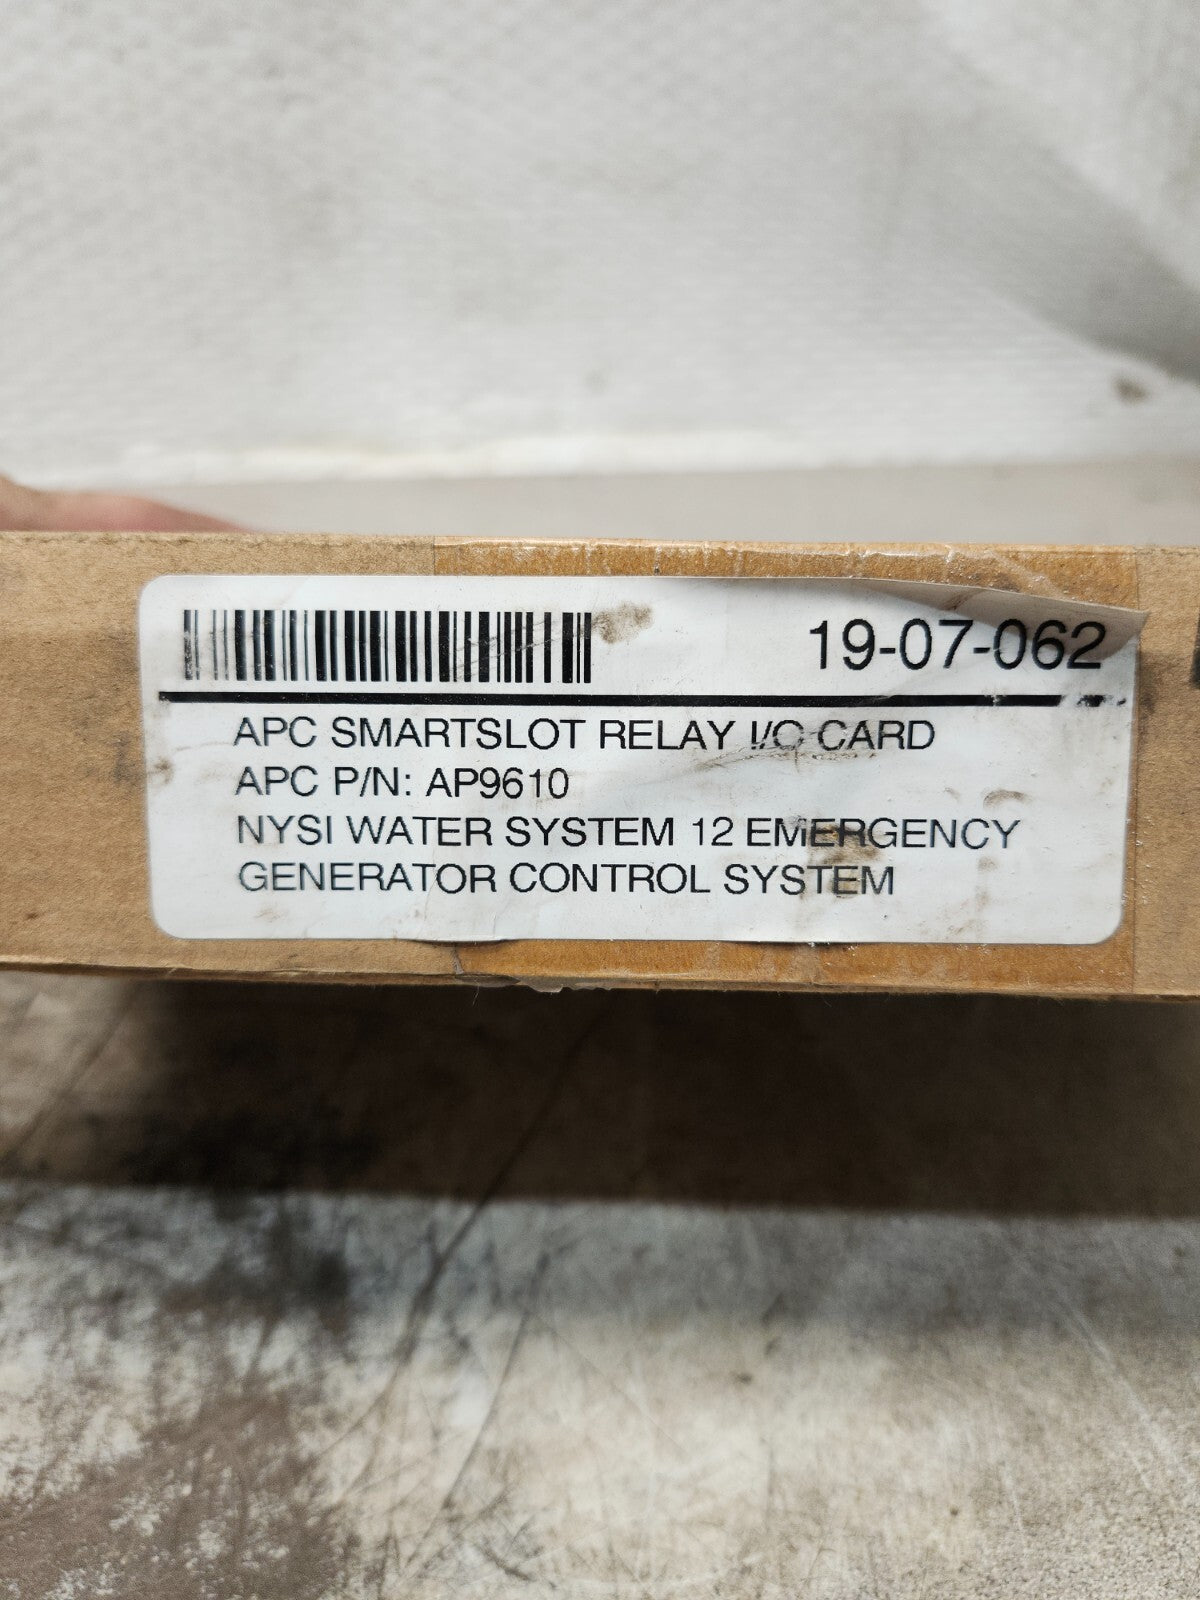 19-07-062
APC SMARTSLOT RELAY I/O CARD
APC P/N: AP9610
NYSI WATER SYSTEM 12 EMERGENCY
GENERATOR CONTROL SYSTEM